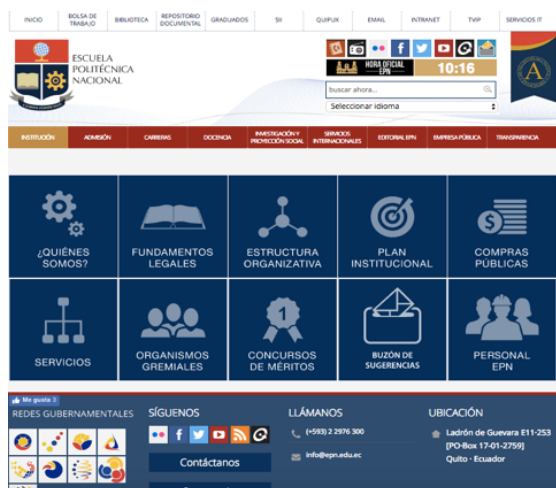 INICIO
BOLSA DE
TRABAJO
BIBLIOTECA
REPOSITORIO
DOCUMENTAL
GRADUADOS
SII
QUIPUX
EMAIL
INTRANET
TVIP
SERVICIOS IT
ESCUELA
POLITÉCNICA
NACIONAL
HORA OFICIAL
EPN
10:16
buscar ahora...
Seleccionar idioma
INSTITUCIÓN
ADMISIÓN
CARRERAS
DOCENCIA
INVESTIGACIÓN Y
PROYECCIÓN SOCIAL
SERVICIOS
INTERNACIONALES
EDITORIAL EPN
EMPRESA PÚBLICA
TRANSPARENCIA
¿QUIÉNES
SOMOS?
FUNDAMENTOS
LEGALES
ESTRUCTURA
ORGANIZATIVA
PLAN
INSTITUCIONAL
COMPRAS
PÚBLICAS
SERVICIOS
ORGANISMOS
GREMIALES
1
CONCURSOS
DE MÉRITOS
BUZÓN DE
SUGERENCIAS
PERSONAL
EPN
Me gusta 3
REDES GUBERNAMENTALES
SÍGUENOS
Contáctanos
LLÁMANOS
(+593) 2 2976 300
info@epn.edu.ec
UBICACIÓN
Ladrón de Guevara E11-253
[PO-Box 17-01-2759]
Quito · Ecuador